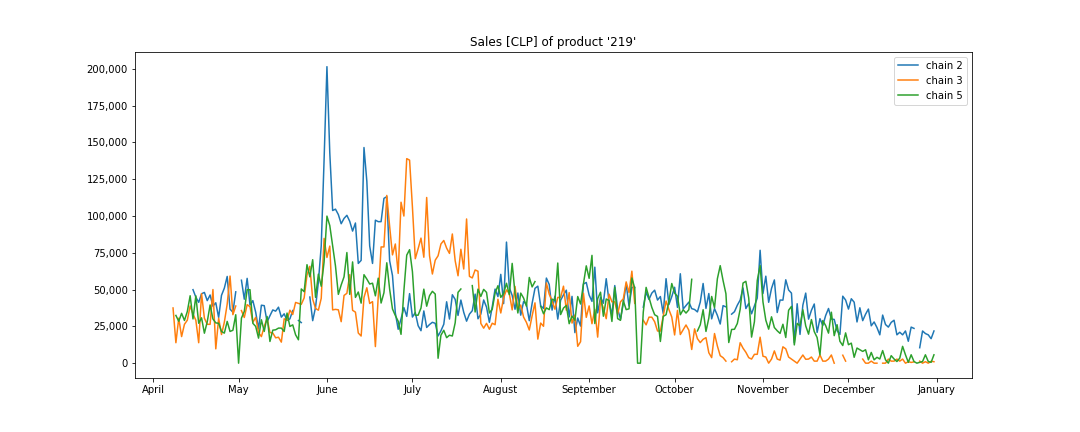 Sales [CLP] of product '219'
chain 2
chain 3
chain 5
200,000
175,000
150,000
125,000
100,000
75,000
50,000
25,000
0
April May June July August September October November December January